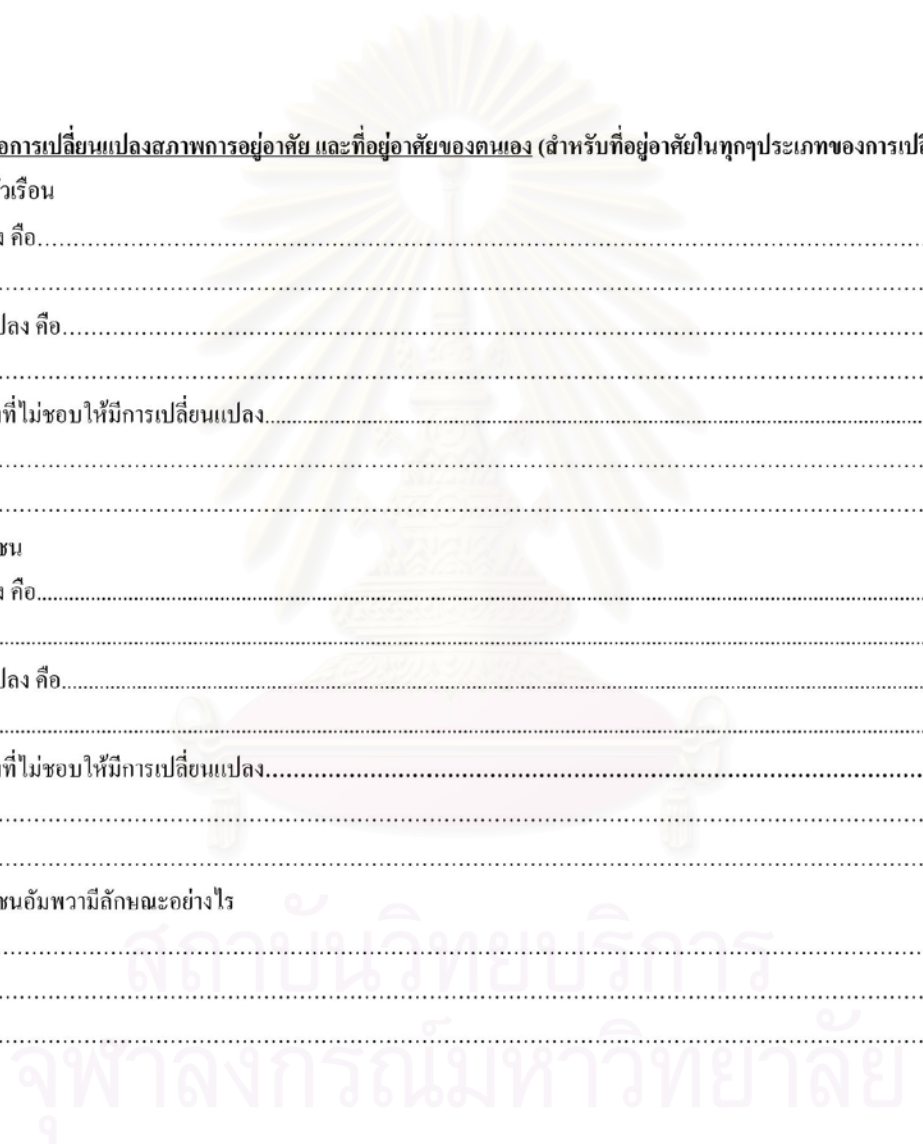 อการเปลี่ยนแปลงสภาพการอยู่อาศัย และที่อยู่อาศัยของตนเอง (สำหรับที่อยู่อาศัยในทุกๆประเภทของการเปลี
ัวเรือน
ง คือ……………………………………………………………………
……………………………………………………………………
ปลง คือ……………………………………………………………………
……………………………………………………………………
ที่ไม่ชอบให้มีการเปลี่ยนแปลง……………………………………………………………………
……………………………………………………………………
……………………………………………………………………
ชน
ง คือ……………………………………………………………………
……………………………………………………………………
ปลง คือ……………………………………………………………………
……………………………………………………………………
ที่ไม่ชอบให้มีการเปลี่ยนแปลง……………………………………………………………………
……………………………………………………………………
……………………………………………………………………
ชนอัมพวามีลักษณะอย่างไร
……………………………………………………………………
สถาบันวิทยบริการ
……………………………………………………………………
……………………………………………………………………
จุฬาลงกรณ์มหาวิทยาลัย